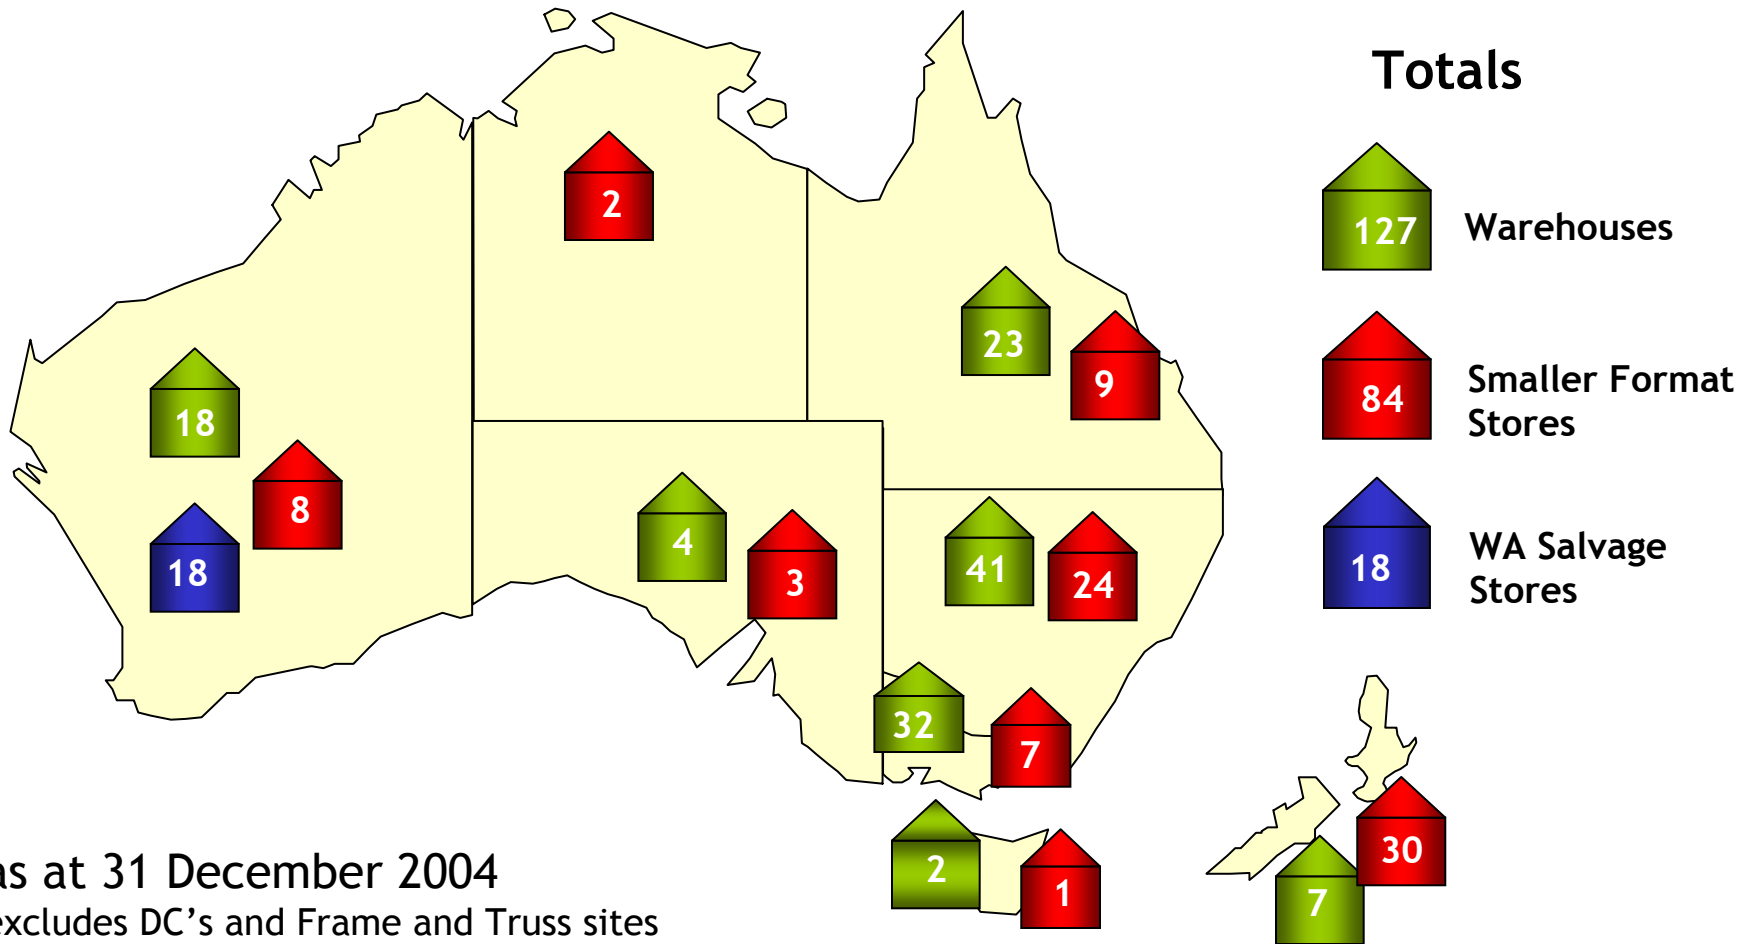 Totals
2
127
Warehouses
23
9
84
Smaller Format
Stores
18
8
18
4
3
41
24
18
WA Salvage
Stores
32
7
2
1
30
7
as at 31 December 2004
excludes DC's and Frame and Truss sites